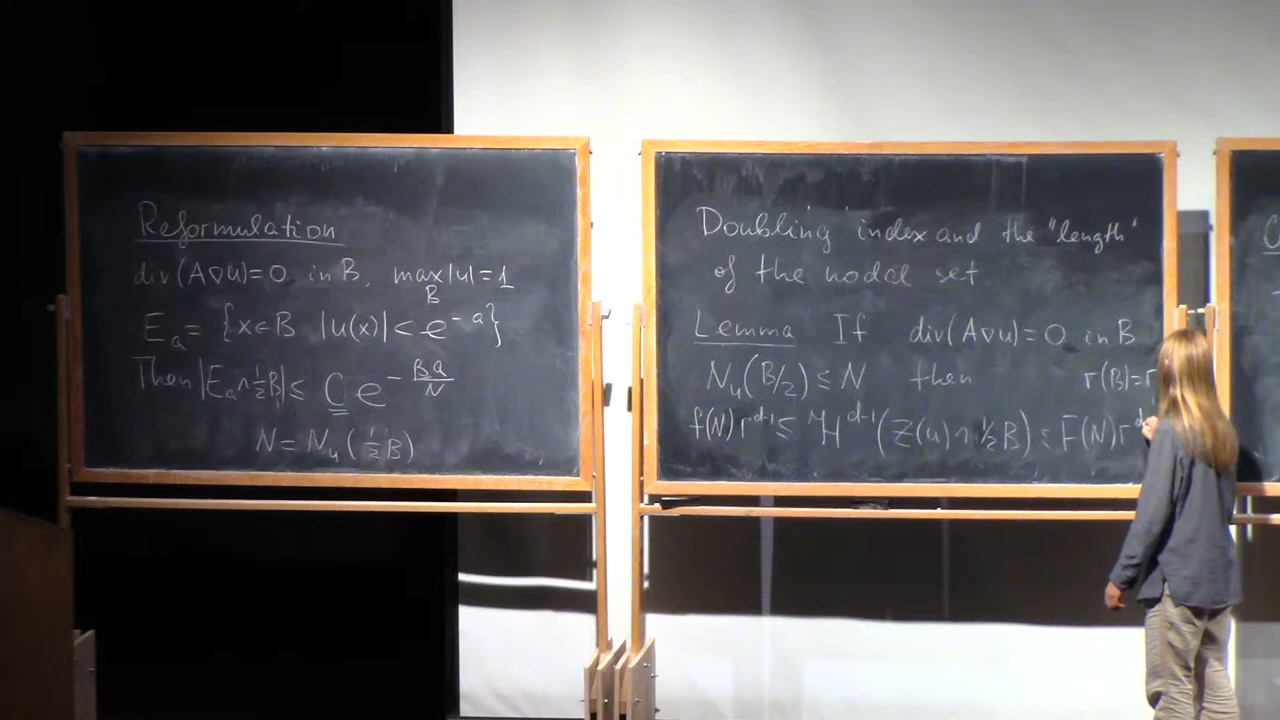 Reformulation
div(A∇u)=0 in B, max|u|=1
B
E_a = {x∈B |u(x)| < e^{-a}}
Then |E_a∩½B| ≤ C e^{-βa/N}
N = N_u(½B)
Doubling index and the "length"
of the nodal set
Lemma If div(A∇u)=0 in B
N_u(B/2) ≤ N then r(B)=r
f(N)r^{d-1} ≤ H^{d-1}(Z(u)∩½B) ≤ F(N)r^d